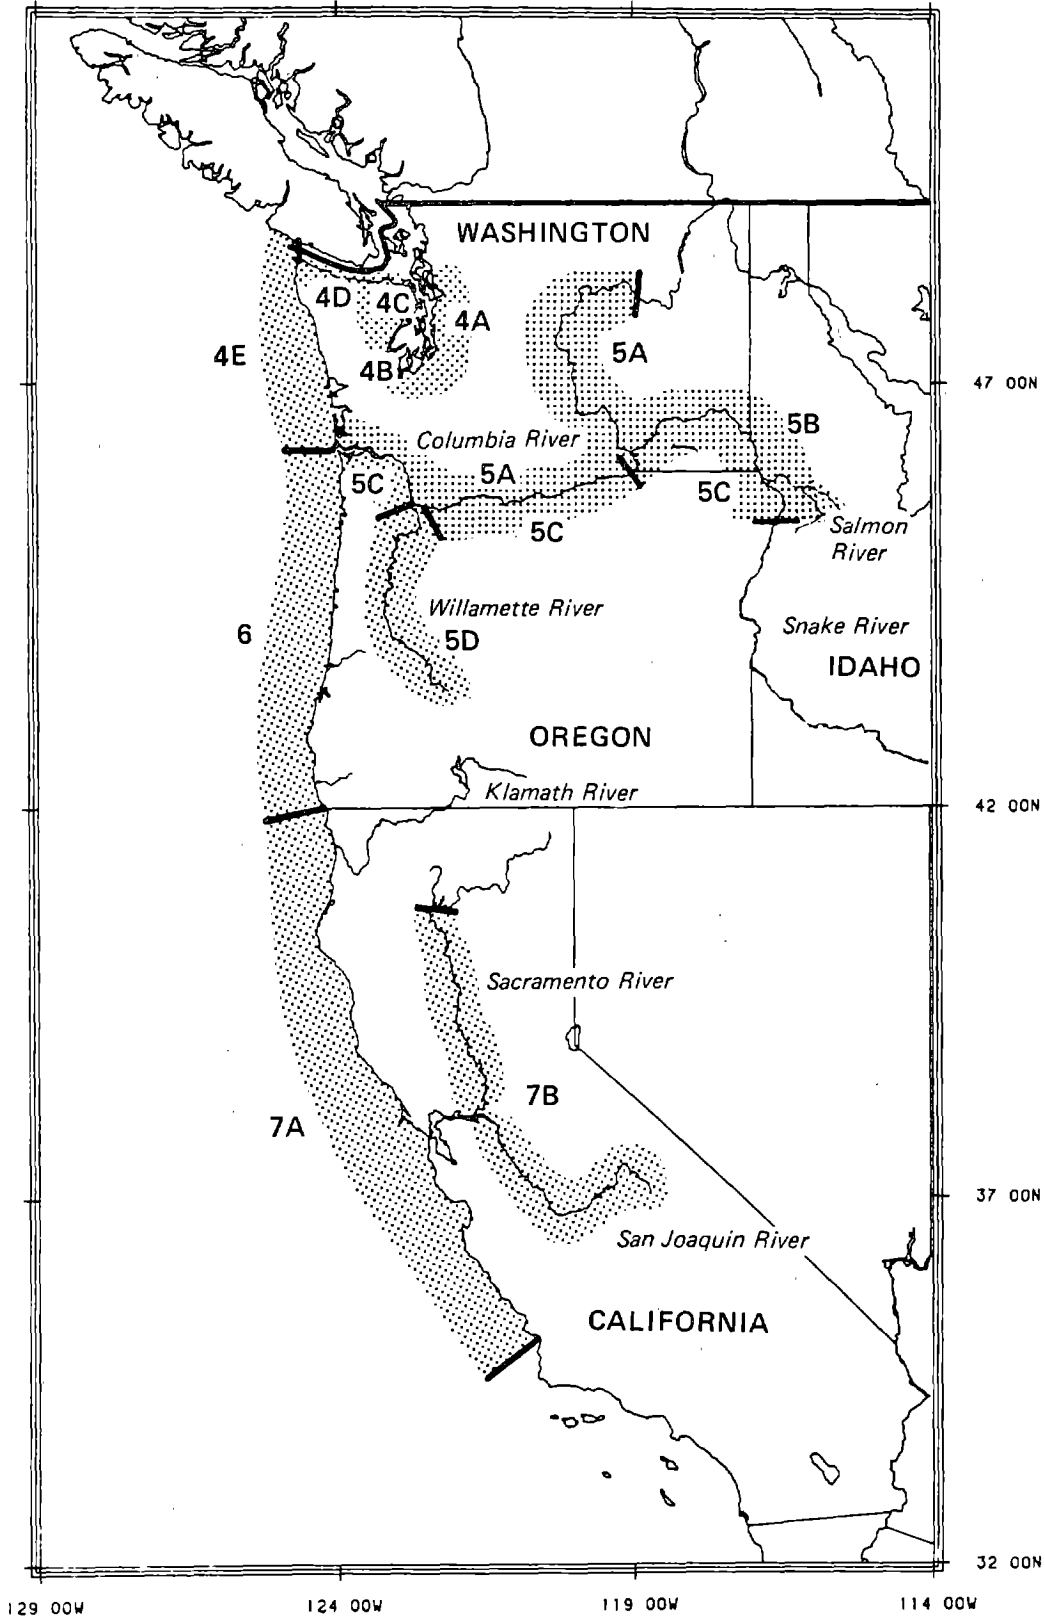 WASHINGTON
4D
4C
4A
4E
4B
5A
47 00N
5B
Columbia River
5A
5C
5C
5C
Salmon
River
Willamette River
Snake River
6
5D
IDAHO
OREGON
Klamath River
42 00N
Sacramento River
7B
7A
37 00N
San Joaquin River
CALIFORNIA
32 00N
129 00W
124 00W
119 00W
114 00W